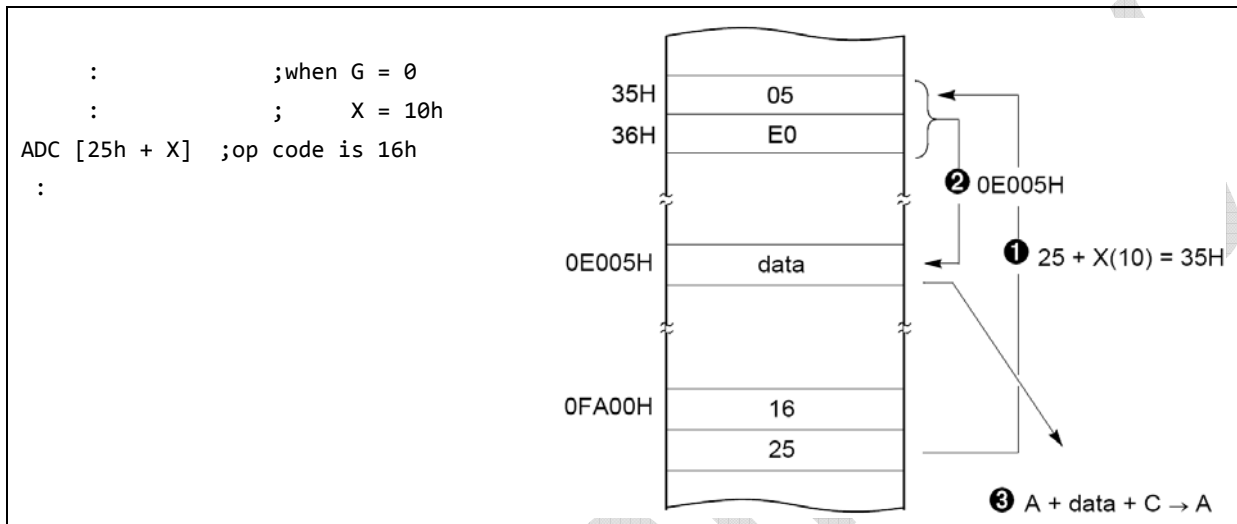 :                ;when G = 0
:                ;     X = 10h
ADC [25h + X]  ;op code is 16h
:
35H 05
36H E0
❷ 0E005H
0E005H data
❶ 25 + X(10) = 35H
0FA00H 16
25
❸ A + data + C → A